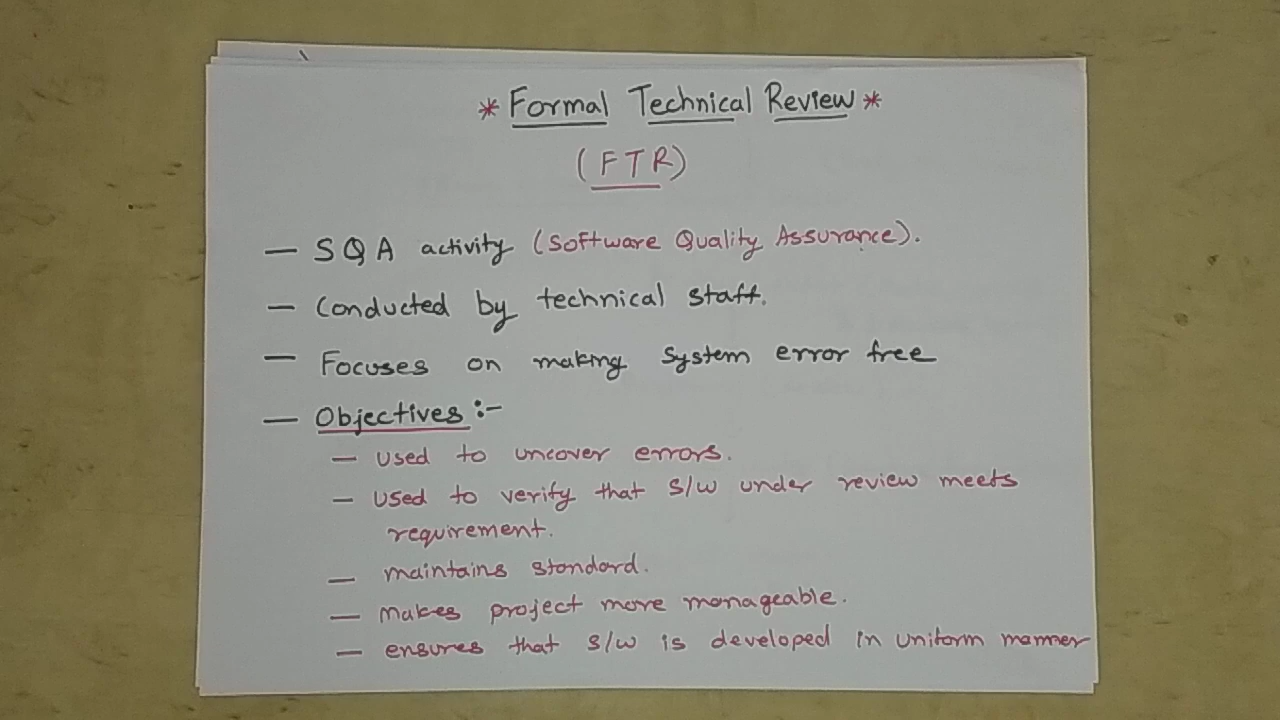 * Formal Technical Review *
(FTR)
— SQA activity (Software Quality Assurance).
— Conducted by technical staff.
— Focuses on making system error free
— Objectives :-
— used to uncover errors.
— used to verify that S/W under review meets
requirement.
— maintains standard.
— makes project more manageable.
— ensures that S/W is developed in uniform manner